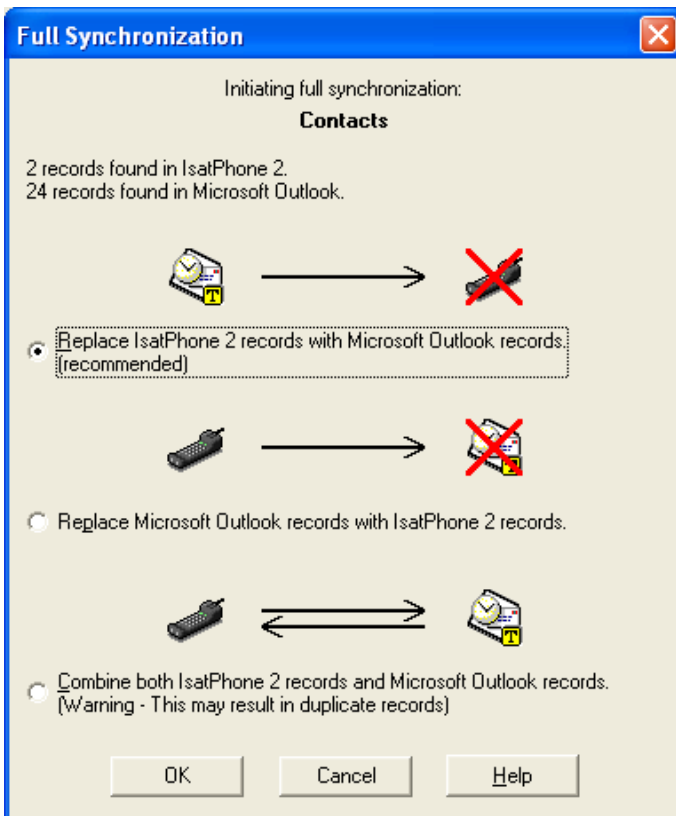 Full Synchronization
Initiating full synchronization:
Contacts
2 records found in IsatPhone 2.
24 records found in Microsoft Outlook.
T
Replace IsatPhone 2 records with Microsoft Outlook records.
(recommended)
T
Replace Microsoft Outlook records with IsatPhone 2 records.
T
Combine both IsatPhone 2 records and Microsoft Outlook records.
(Warning - This may result in duplicate records)
OK Cancel Help